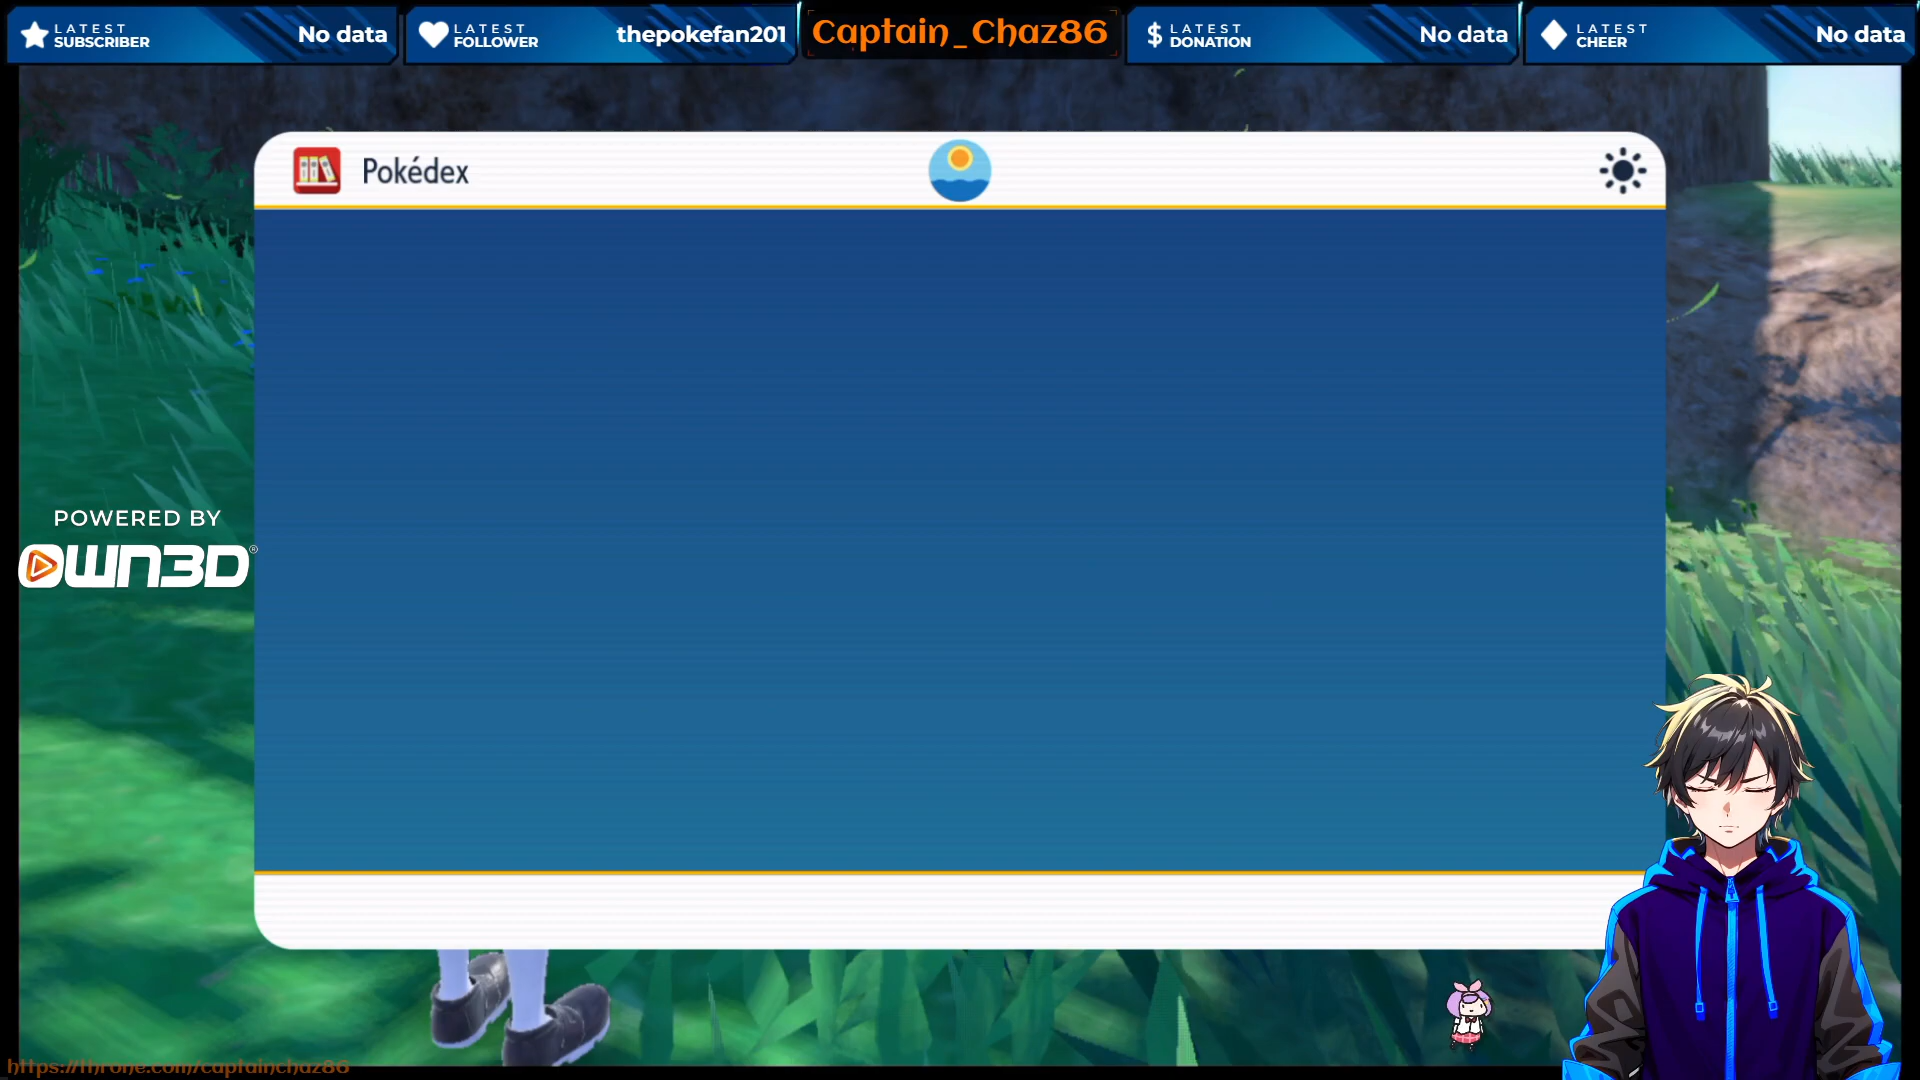 LATEST
SUBSCRIBER
No data
LATEST
FOLLOWER
thepokefan201
Captain_Chaz86
LATEST
DONATION
No data
LATEST
CHEER
No data
Pokédex
POWERED BY
OWN3D®
https://throne.com/captainchaz86